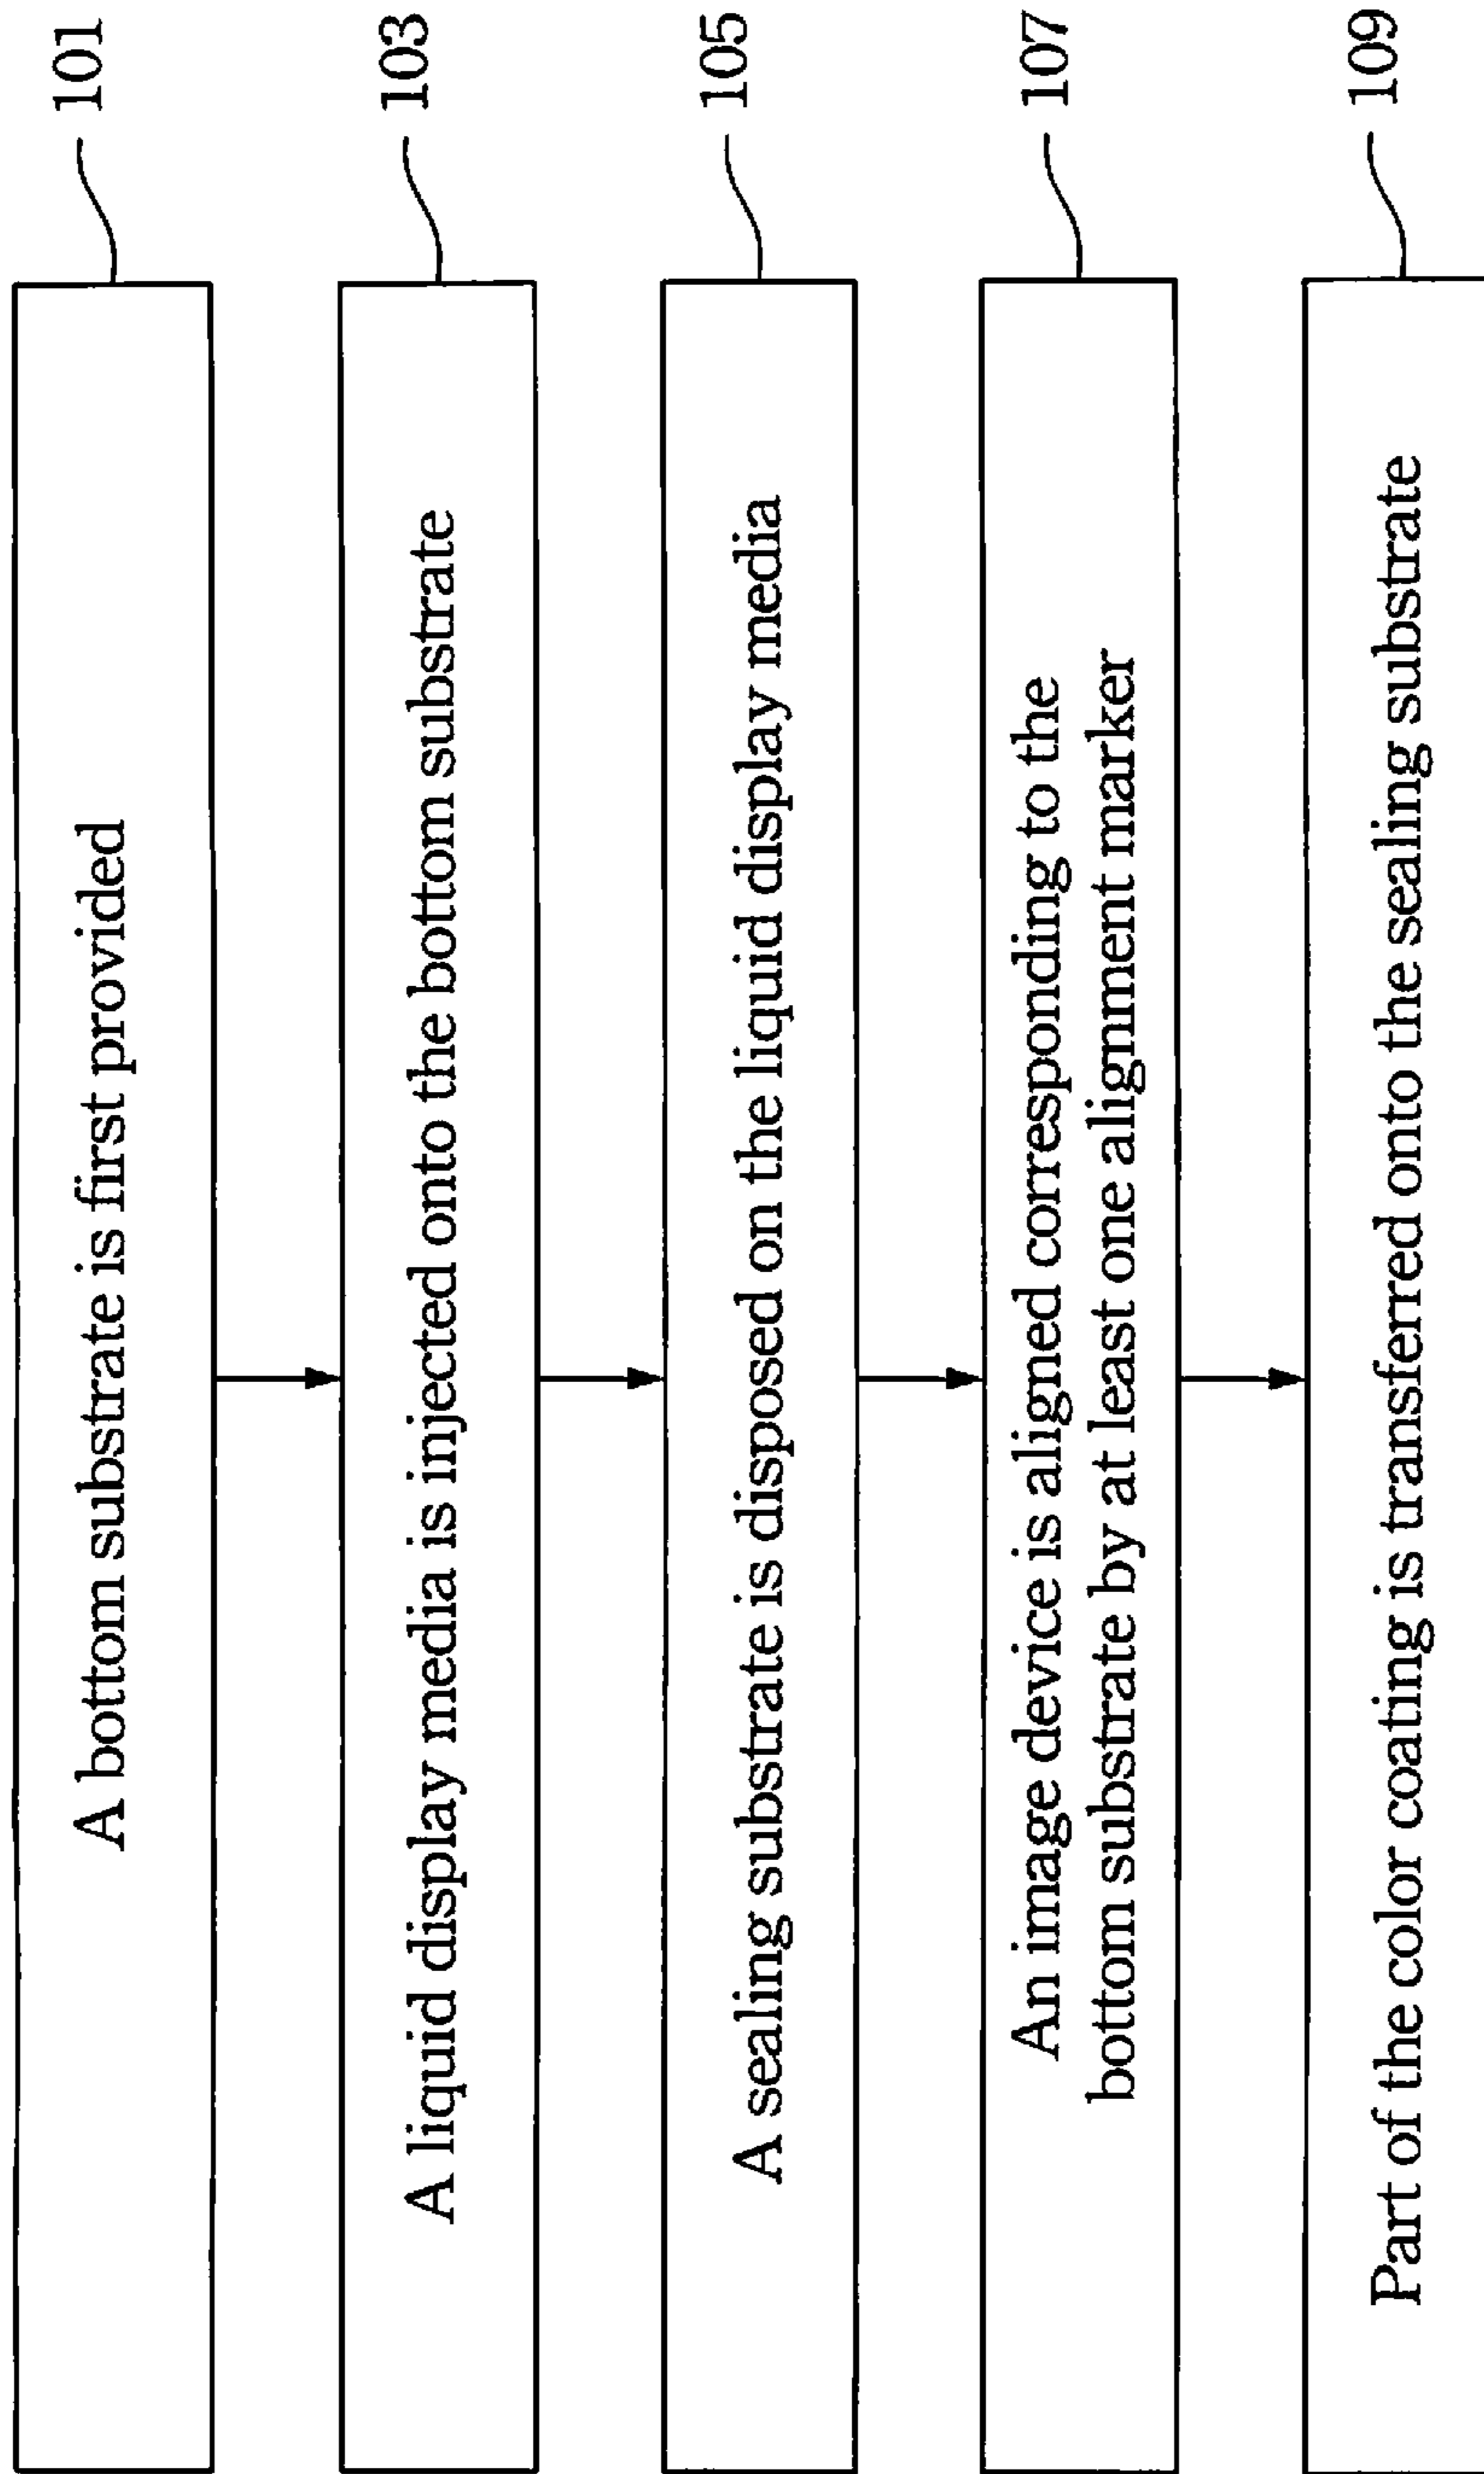 A bottom substrate is first provided
101
A liquid display media is injected onto the bottom substrate
103
A sealing substrate is disposed on the liquid display media
105
An image device is aligned corresponding to the
bottom substrate by at least one alignment marker
107
Part of the color coating is transferred onto the sealing substrate
109